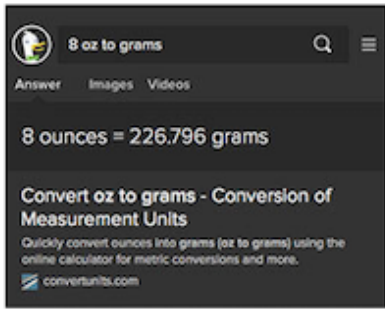 8 oz to grams
Answer Images Videos
8 ounces = 226.796 grams
Convert oz to grams - Conversion of
Measurement Units
Quickly convert ounces into grams (oz to grams) using the
online calculator for metric conversions and more.
convertunits.com